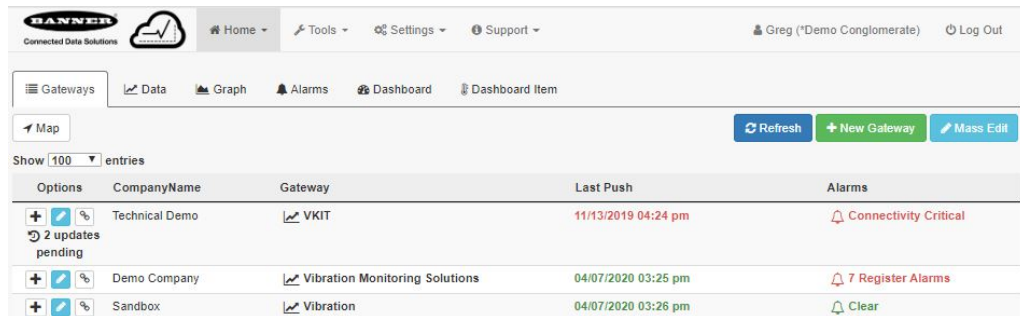 BANNER
Connected Data Solutions
Home Tools Settings Support Greg (*Demo Conglomerate) Log Out
Gateways Data Graph Alarms Dashboard Dashboard Item
Map Refresh + New Gateway Mass Edit
Show 100 entries
Options CompanyName Gateway Last Push Alarms
Technical Demo VKIT 11/13/2019 04:24 pm Connectivity Critical
2 updates
pending
Demo Company Vibration Monitoring Solutions 04/07/2020 03:25 pm 7 Register Alarms
Sandbox Vibration 04/07/2020 03:26 pm Clear